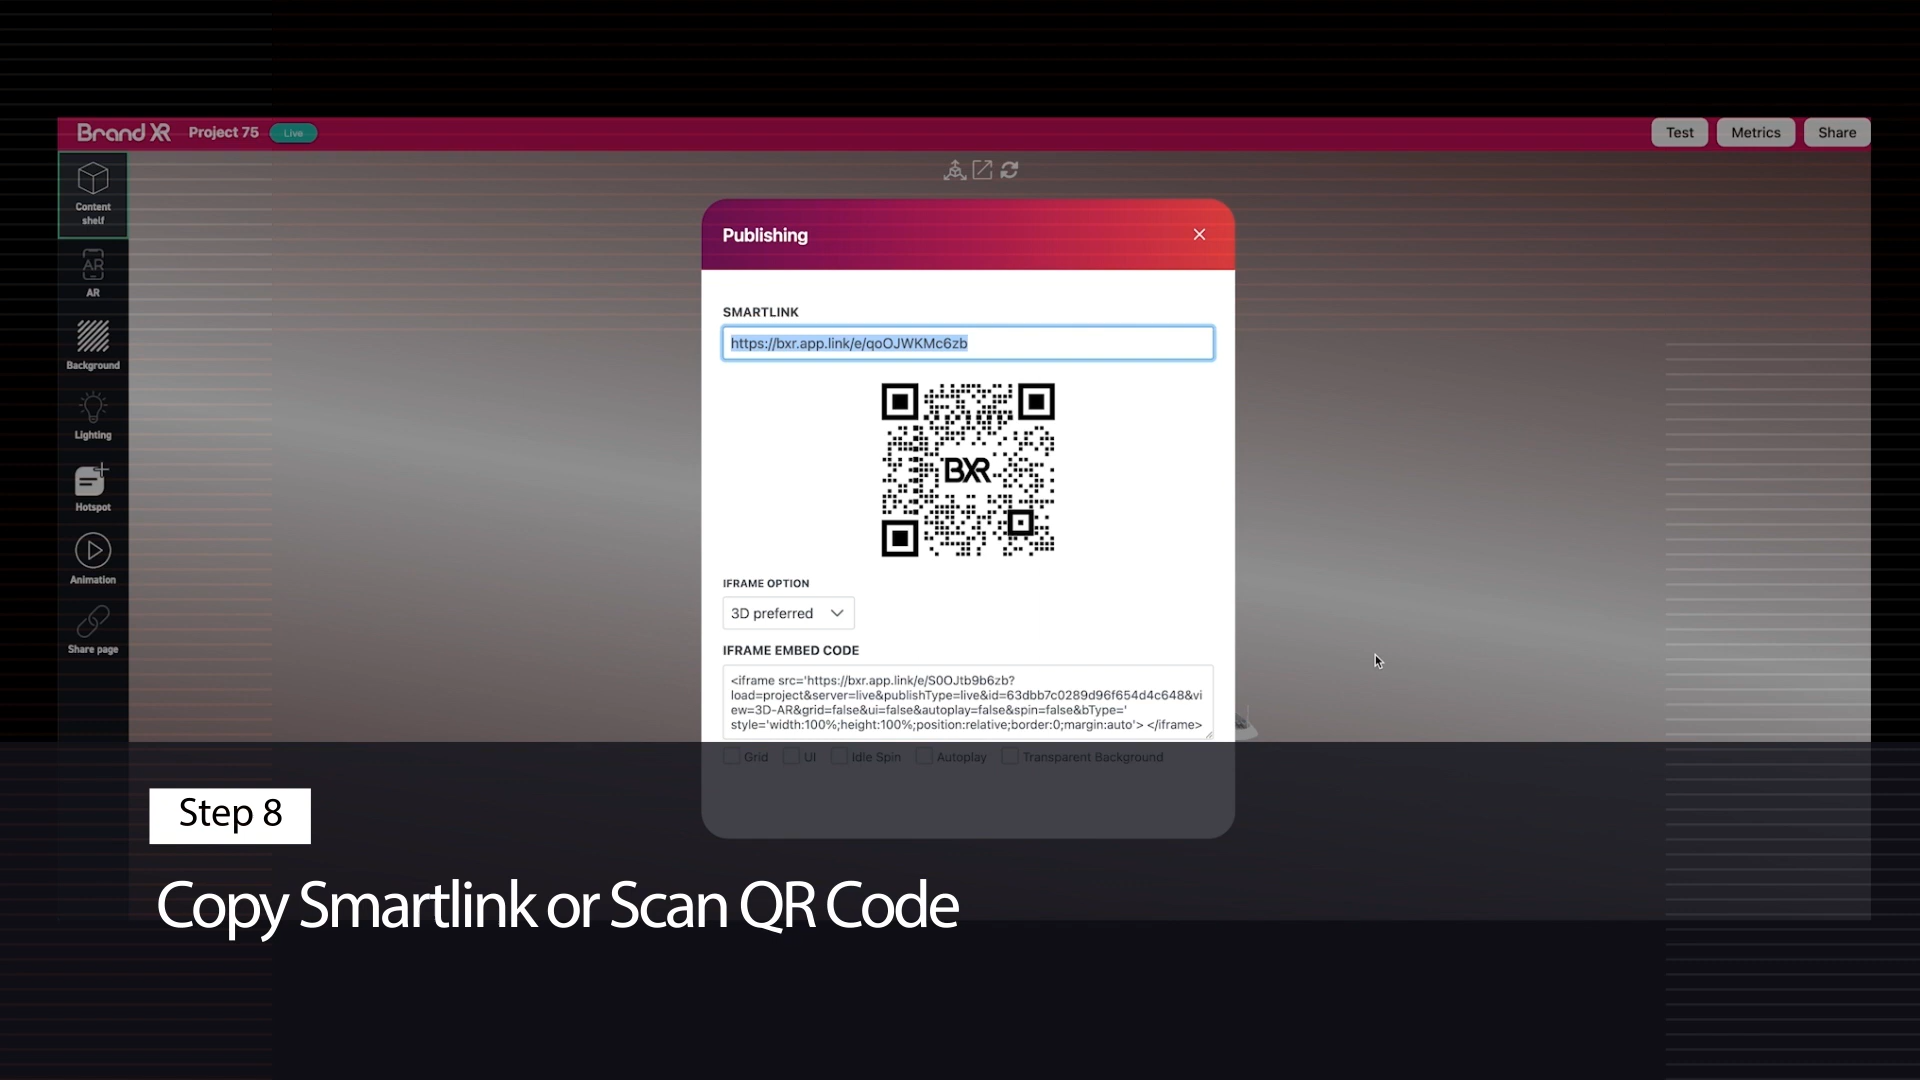 Brand XR Project 75 Live
Test Metrics Share
Content
shelf
AR
AR
Background
Lighting
Hotspot
Animation
Share page
Publishing
SMARTLINK
https://bxr.app.link/e/qoOJWKMc6zb
BXR
IFRAME OPTION
3D preferred
IFRAME EMBED CODE
<iframe src='https://bxr.app.link/e/S0OJtb9b6zb?
load=project&server=live&publishType=live&id=63dbb7c0289d96f654d4c648&vi
ew=3D-AR&grid=false&ui=false&autoplay=false&spin=false&bType='
style='width:100%;height:100%;position:relative;border:0;margin:auto'> </iframe>
Grid UI Idle Spin Autoplay Transparent Background
Step 8
Copy Smartlink or Scan QR Code